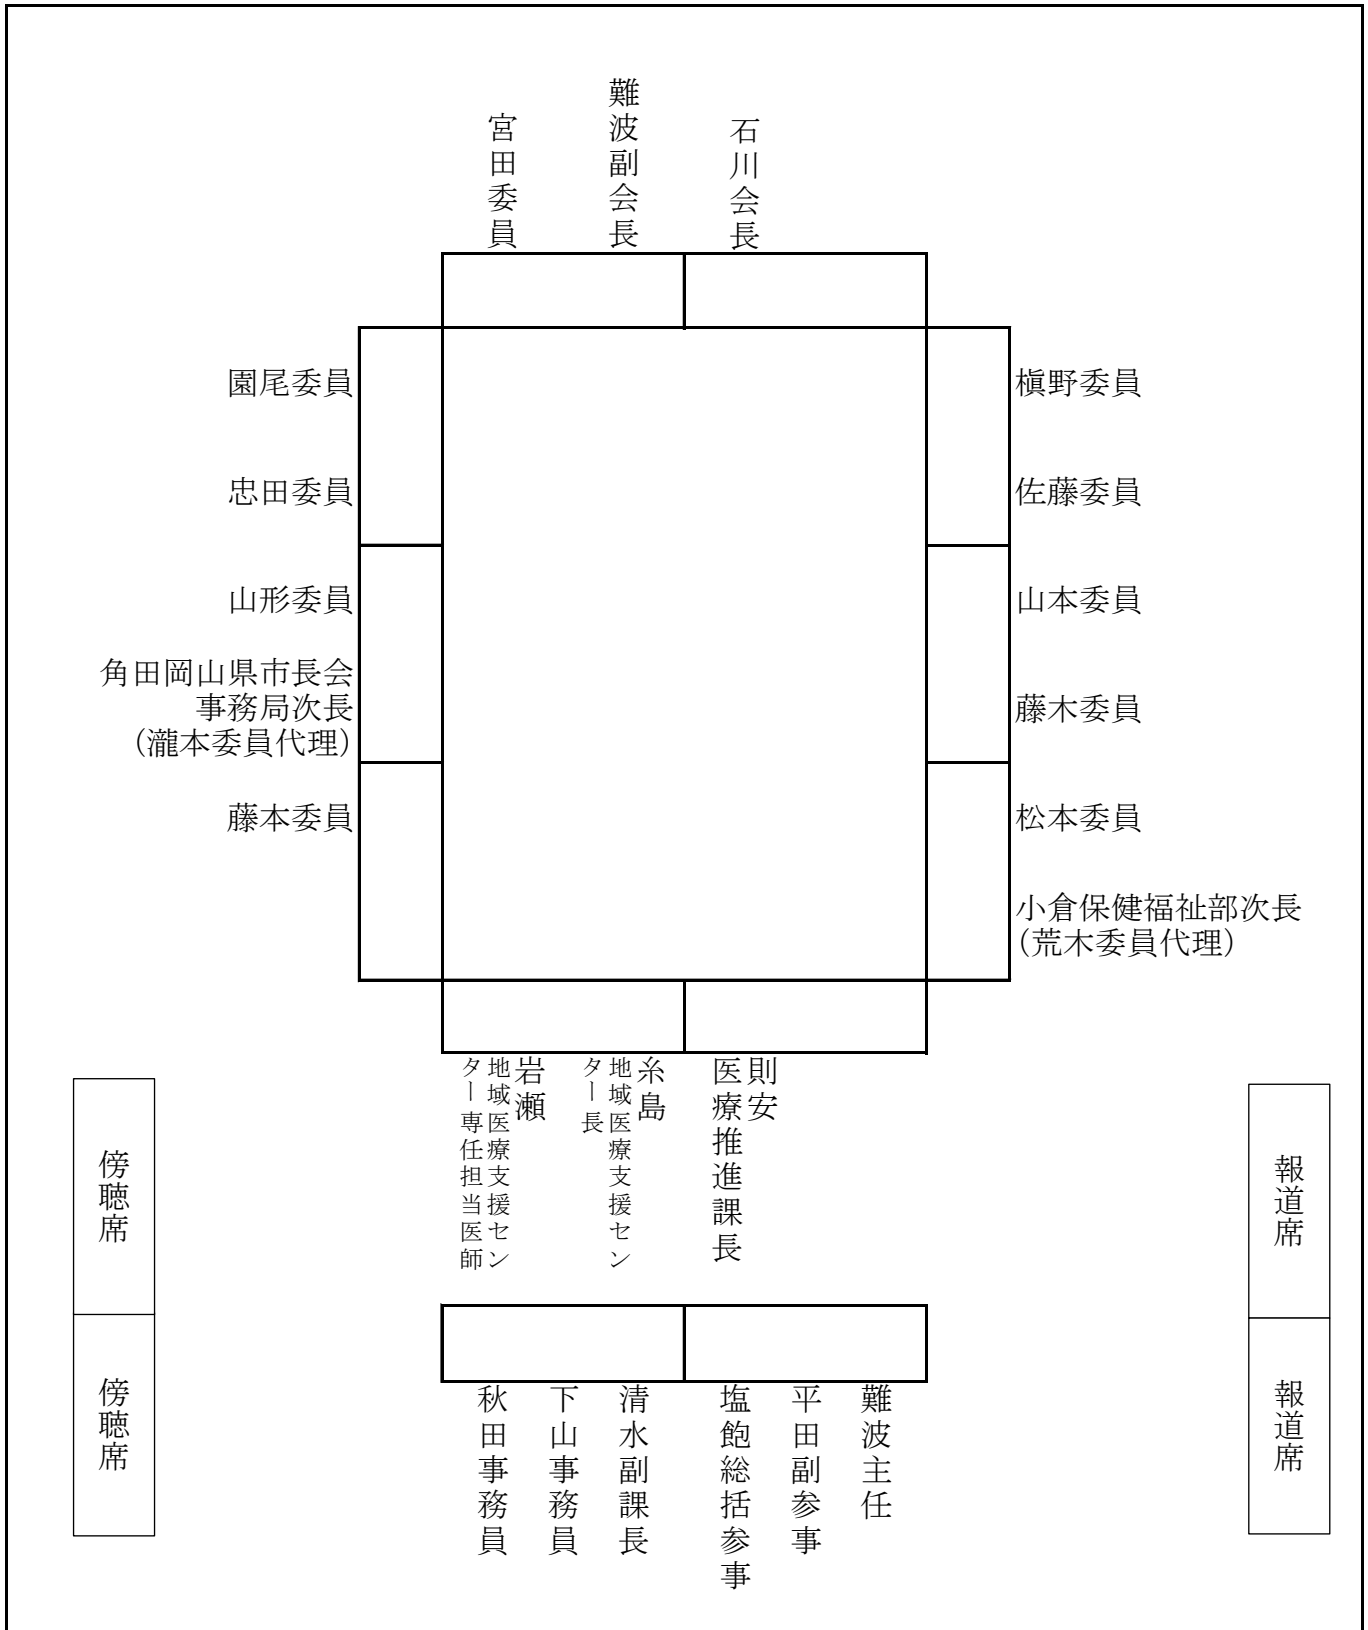 宮田委員
難波副会長
石川会長
園尾委員
忠田委員
山形委員
角田岡山県市長会
事務局次長
（瀧本委員代理）
藤本委員
槇野委員
佐藤委員
山本委員
藤木委員
松本委員
小倉保健福祉部次長
（荒木委員代理）
岩瀬
地域医療支援セン
ター専任担当医師
糸島
地域医療支援セン
ター長
則安
医療推進課長
傍聴席
傍聴席
報道席
報道席
秋田事務員
下山事務員
清水副課長
塩飽総括参事
平田副参事
難波主任